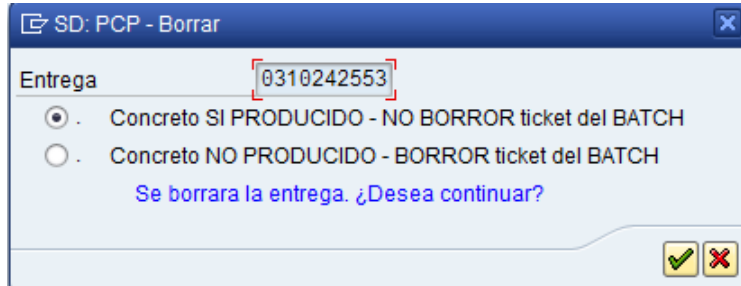 SD: PCP - Borrar
Entrega 0310242553
. Concreto SI PRODUCIDO - NO BORROR ticket del BATCH
. Concreto NO PRODUCIDO - BORROR ticket del BATCH
Se borrara la entrega. ¿Desea continuar?